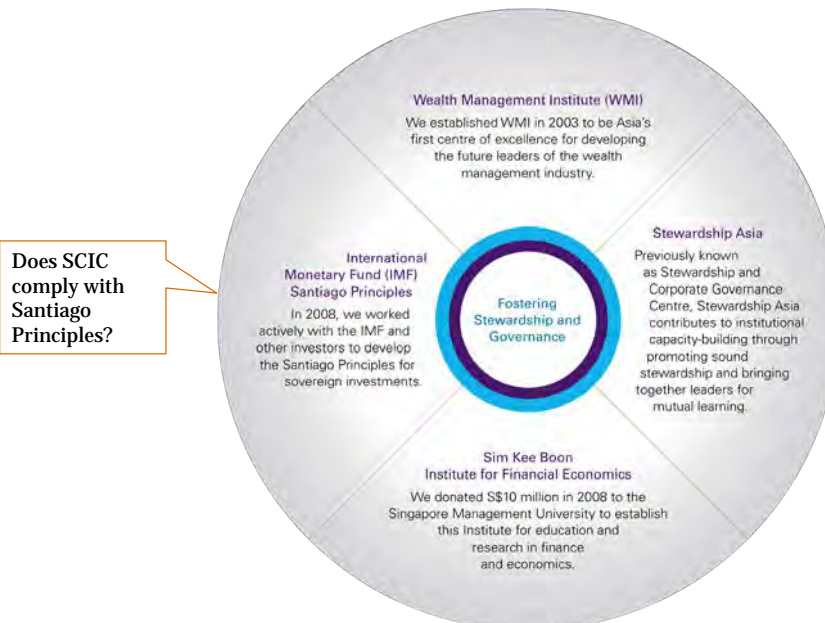 Wealth Management Institute (WMI)
We established WMI in 2003 to be Asia's
first centre of excellence for developing
the future leaders of the wealth
management industry.
Does SCIC
comply with
Santiago
Principles?
International
Monetary Fund (IMF)
Santiago Principles
In 2008, we worked
actively with the IMF and
other investors to develop
the Santiago Principles for
sovereign investments.
Fostering
Stewardship and
Governance
Stewardship Asia
Previously known
as Stewardship and
Corporate Governance
Centre, Stewardship Asia
contributes to institutional
capacity-building through
promoting sound
stewardship and bringing
together leaders for
mutual learning.
Sim Kee Boon
Institute for Financial Economics
We donated S$10 million in 2008 to the
Singapore Management University to establish
this Institute for education and
research in finance
and economics.